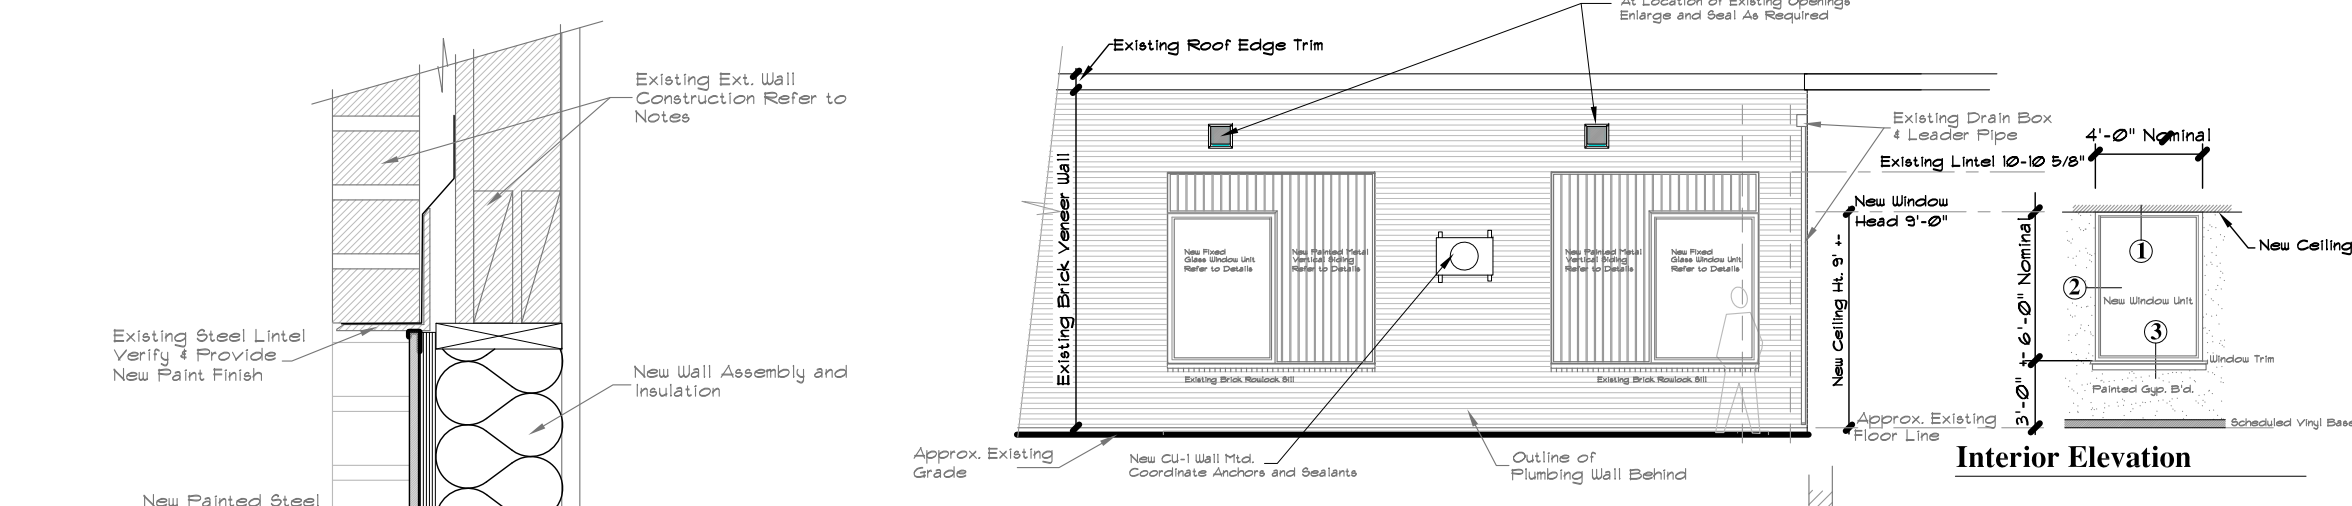 Existing Ext. Wall
Construction Refer to
Notes
Existing Steel Lintel
Verify & Provide
New Paint Finish
New Wall Assembly and
Insulation
New Painted Steel
At Location of Existing Openings
Enlarge and Seal As Required
Existing Roof Edge Trim
Existing Brick Veneer Wall
New Fixed
Glass Window Unit
Refer to Details
New Painted Metal
Vertical Siding
Refer to Details
New Painted Metal
Vertical Siding
Refer to Details
New Fixed
Glass Window Unit
Refer to Details
Existing Brick Rowlock Sill
Existing Brick Rowlock Sill
Approx. Existing
Grade
New CU-1 Wall Mtd.
Coordinate Anchors and Sealants
Outline of
Plumbing Wall Behind
Existing Drain Box
& Leader Pipe
Existing Lintel 10-10 5/8"
New Window
Head 9'-0"
New Ceiling Ht. 9' +-
Approx. Existing
Floor Line
4'-0" Nominal
6'-0" Nominal
3'-0" +-
New Ceiling
1
2
New Window Unit
3
Window Trim
Painted Gyp. B'd.
Scheduled Vinyl Base
Interior Elevation